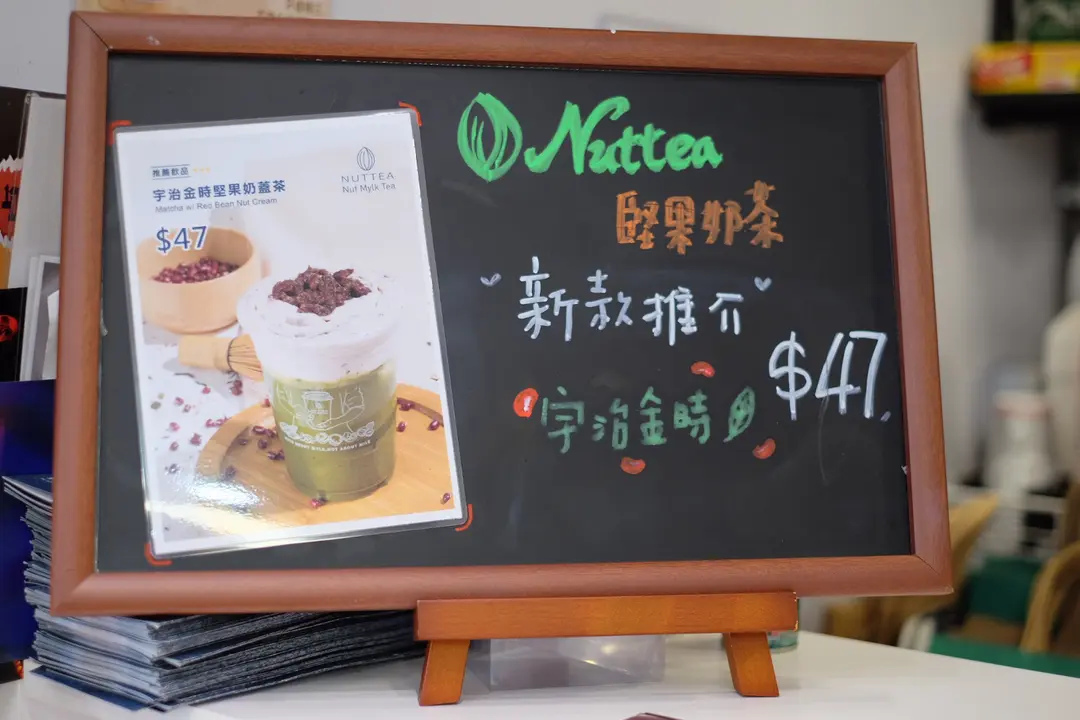 推薦飲品
宇治金時堅果奶蓋茶
Matcha w/ Red Bean Nut Cream
$47
NUTTEA
Nut Mylk Tea
Nuttea
堅果奶茶
新款推介
宇治金時
$47